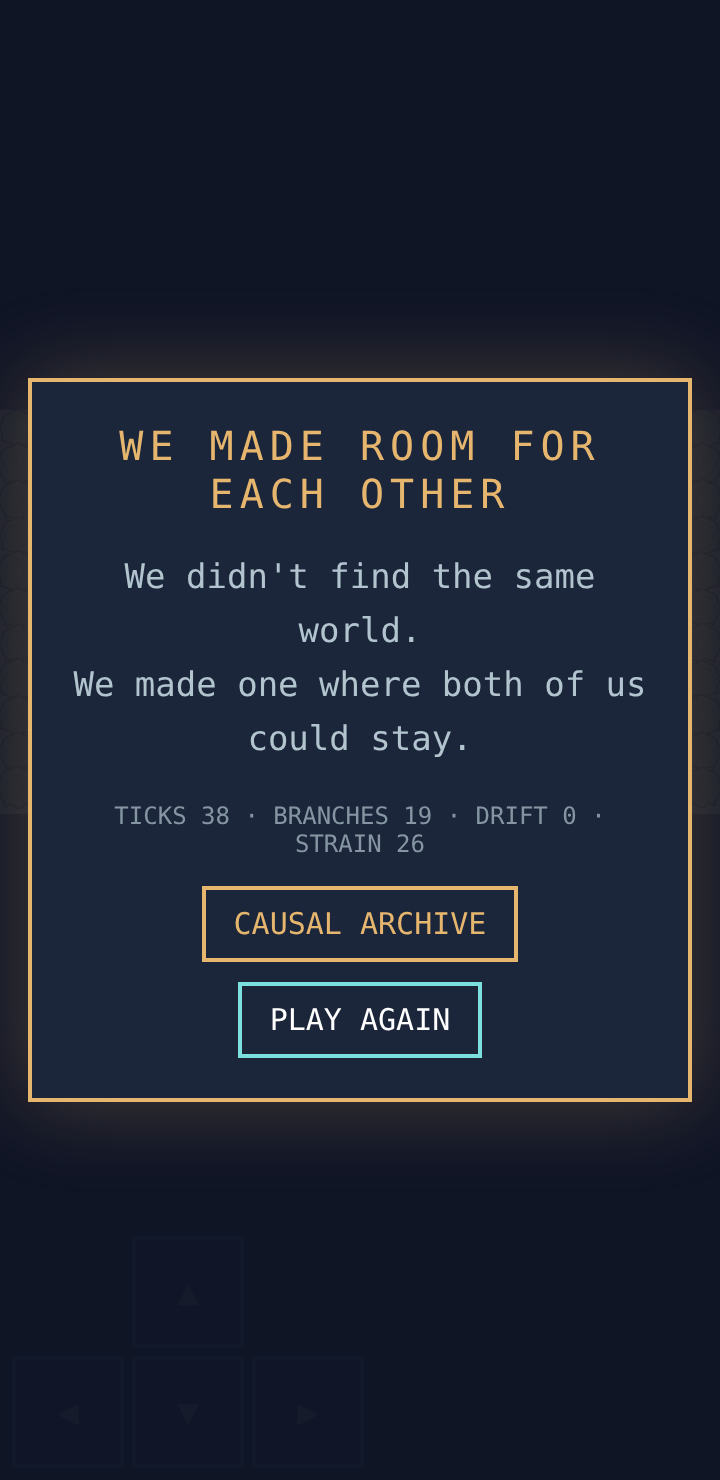 WE MADE ROOM FOR
EACH OTHER
We didn't find the same
world.
We made one where both of us
could stay.
TICKS 38 · BRANCHES 19 · DRIFT 0 ·
STRAIN 26
CAUSAL ARCHIVE
PLAY AGAIN
▲
◀ ▼ ▶